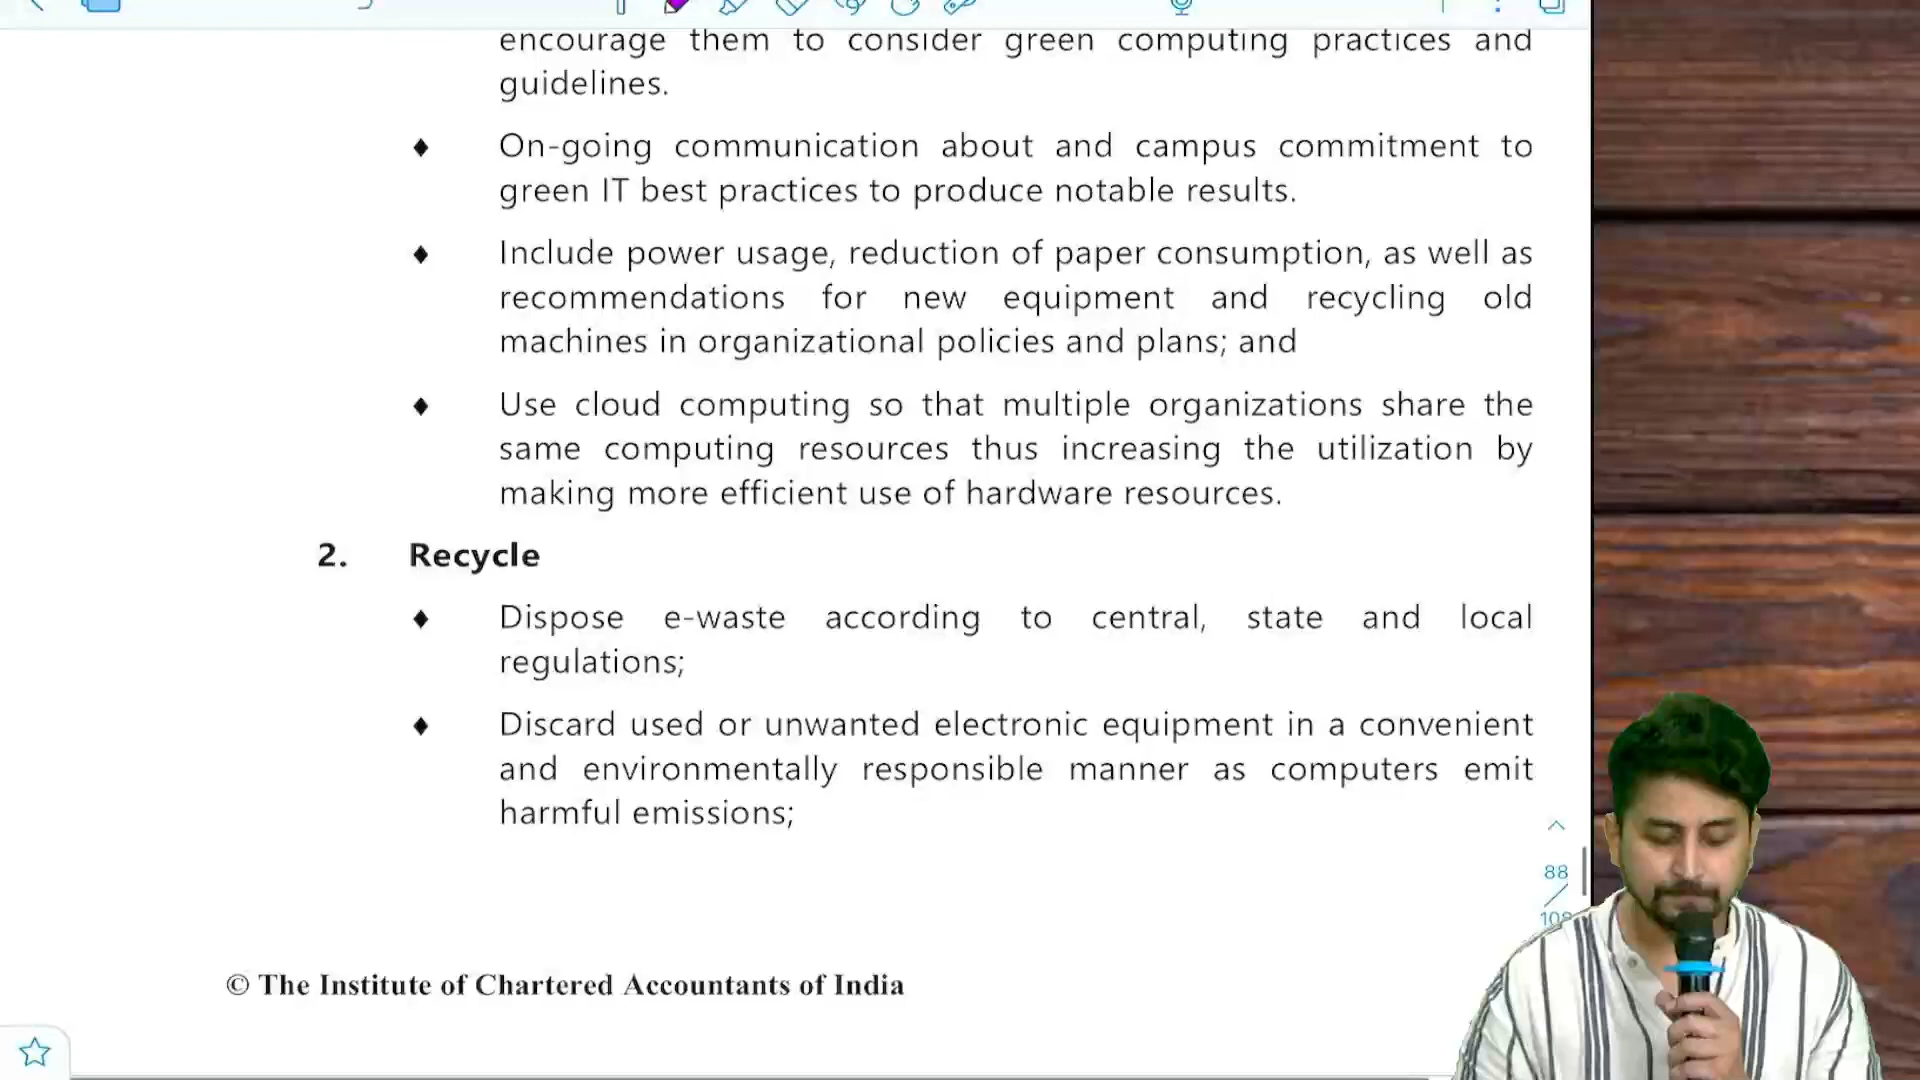 encourage them to consider green computing practices and
guidelines.
♦ On-going communication about and campus commitment to
green IT best practices to produce notable results.
♦ Include power usage, reduction of paper consumption, as well as
recommendations for new equipment and recycling old
machines in organizational policies and plans; and
♦ Use cloud computing so that multiple organizations share the
same computing resources thus increasing the utilization by
making more efficient use of hardware resources.
2. Recycle
♦ Dispose e-waste according to central, state and local
regulations;
♦ Discard used or unwanted electronic equipment in a convenient
and environmentally responsible manner as computers emit
harmful emissions;
88
© The Institute of Chartered Accountants of India